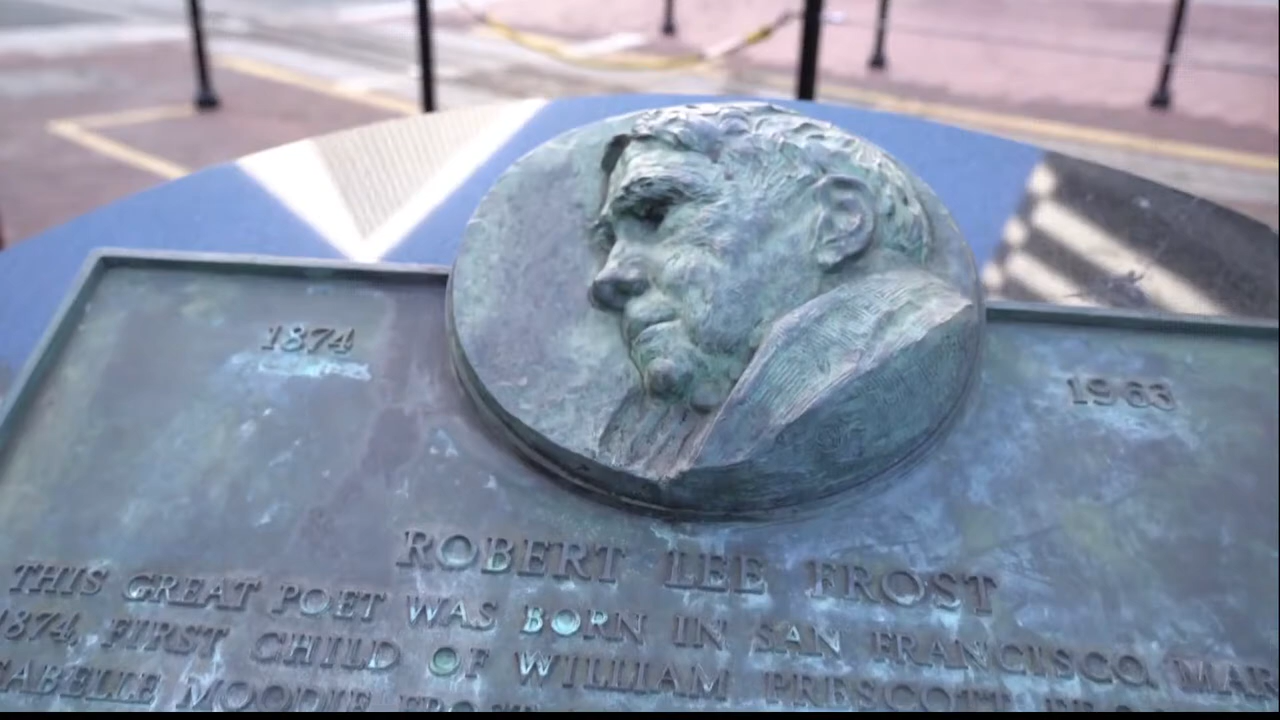 1874
1963
ROBERT LEE FROST
THIS GREAT POET WAS BORN IN SAN FRANCISCO, MAR
1874, FIRST CHILD OF WILLIAM PRESCOTT
MOODIE